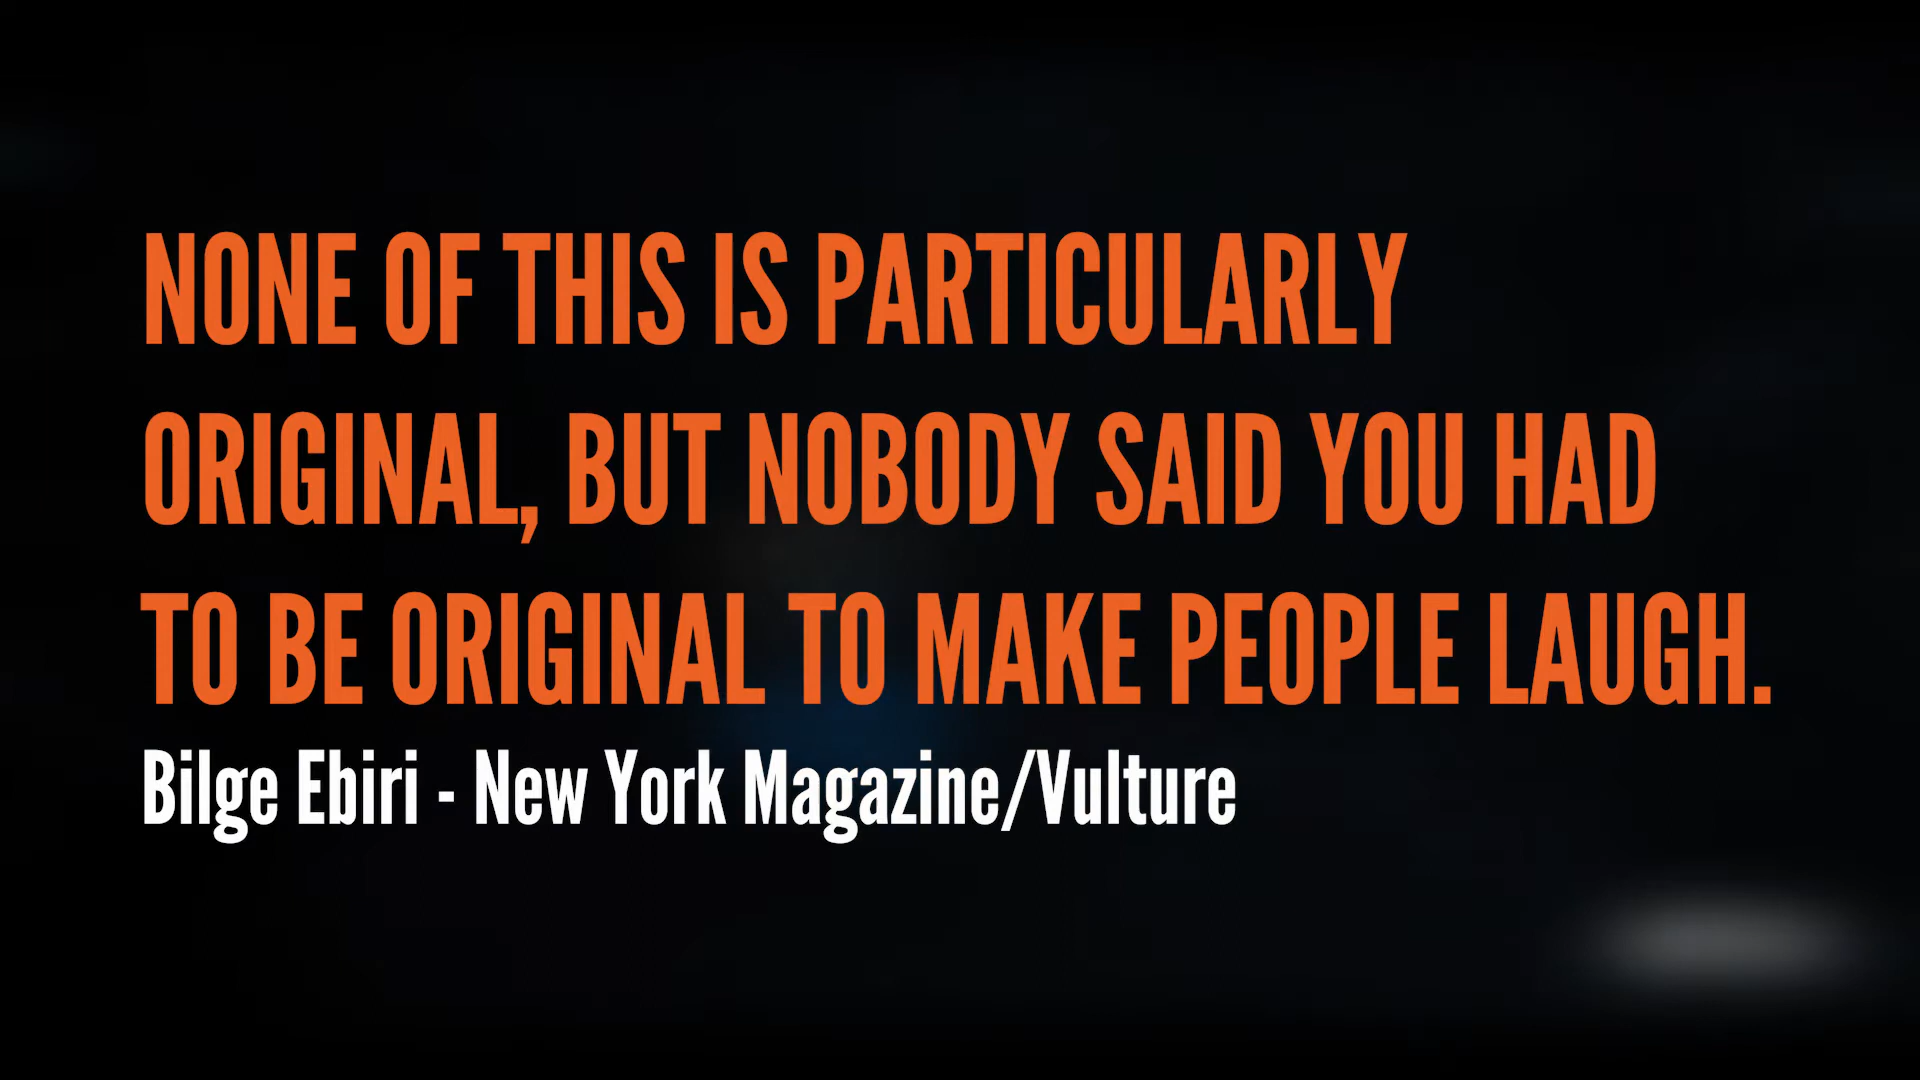 NONE OF THIS IS PARTICULARLY
ORIGINAL, BUT NOBODY SAID YOU HAD
TO BE ORIGINAL TO MAKE PEOPLE LAUGH.
Bilge Ebiri - New York Magazine/Vulture